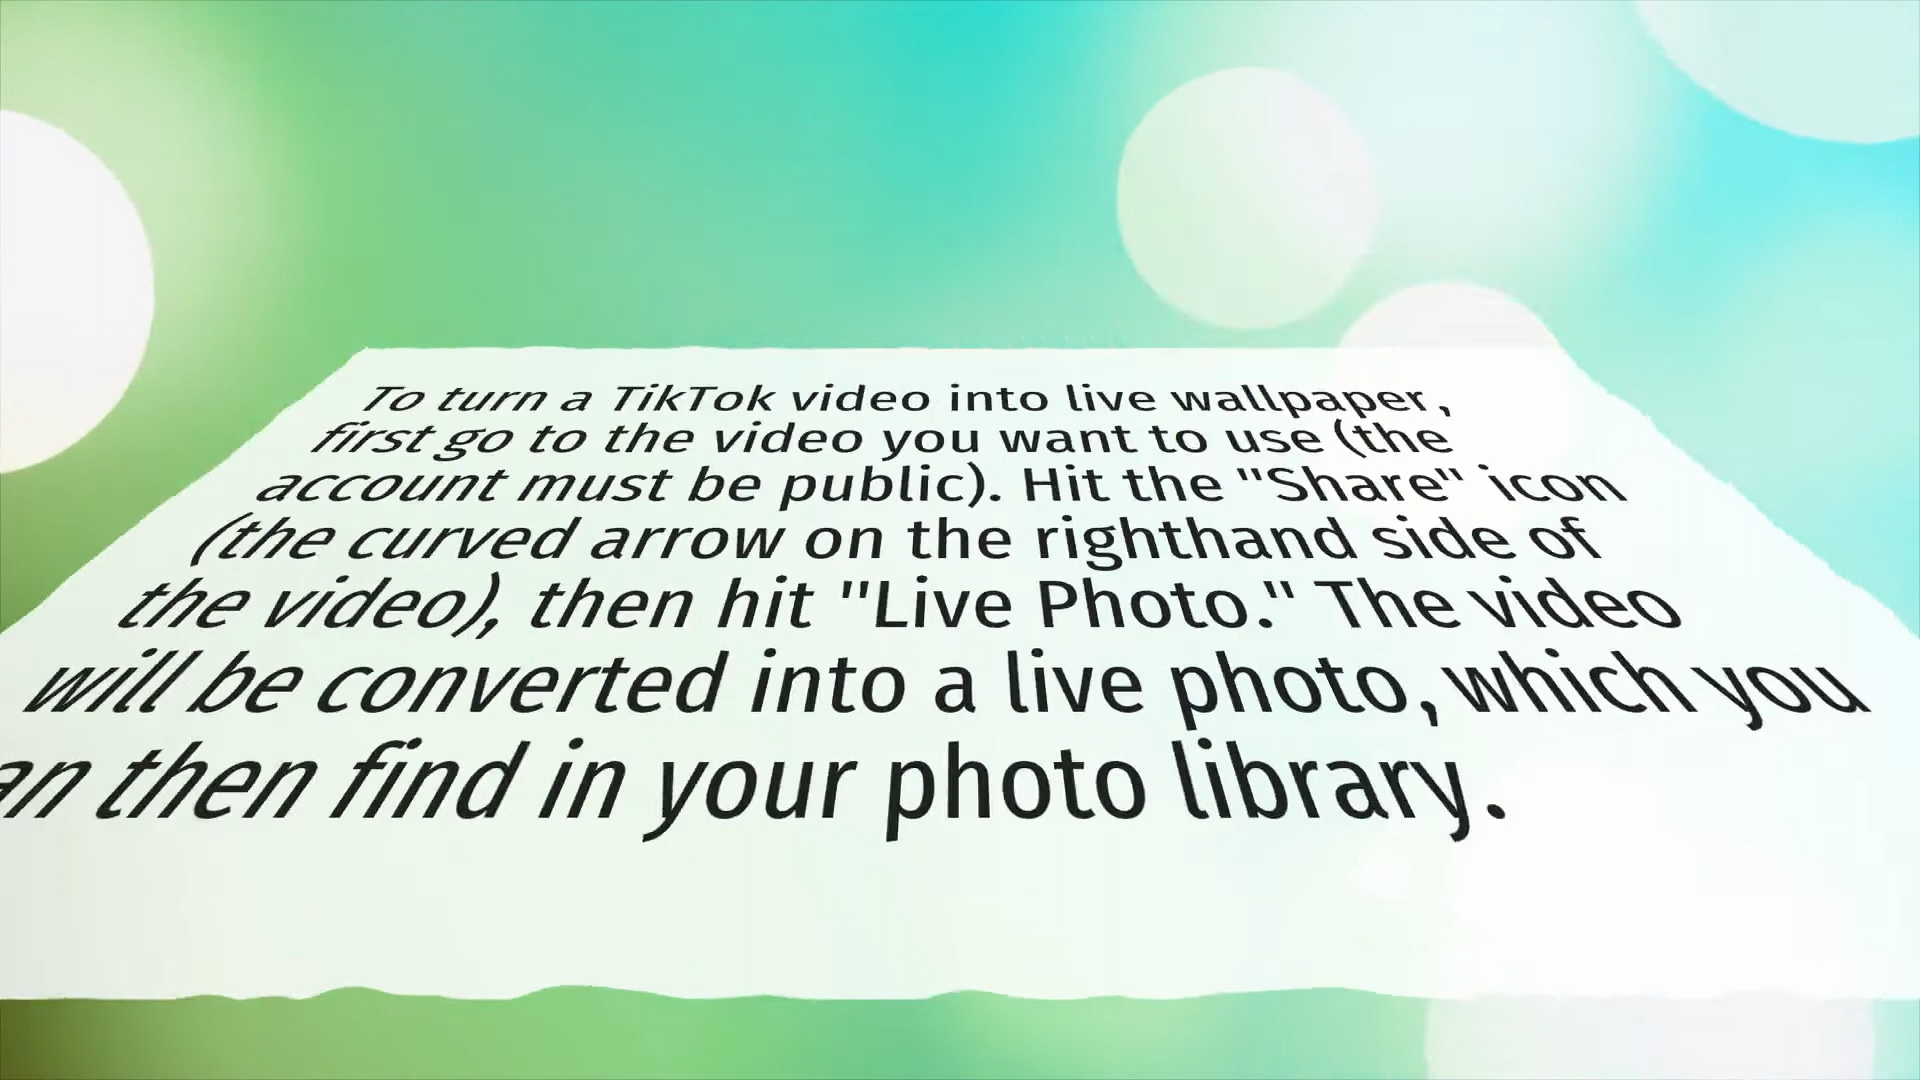 To turn a TikTok video into live wallpaper,
first go to the video you want to use (the
account must be public). Hit the "Share" icon
(the curved arrow on the righthand side of
the video), then hit "Live Photo." The video
will be converted into a live photo, which you
then find in your photo library.